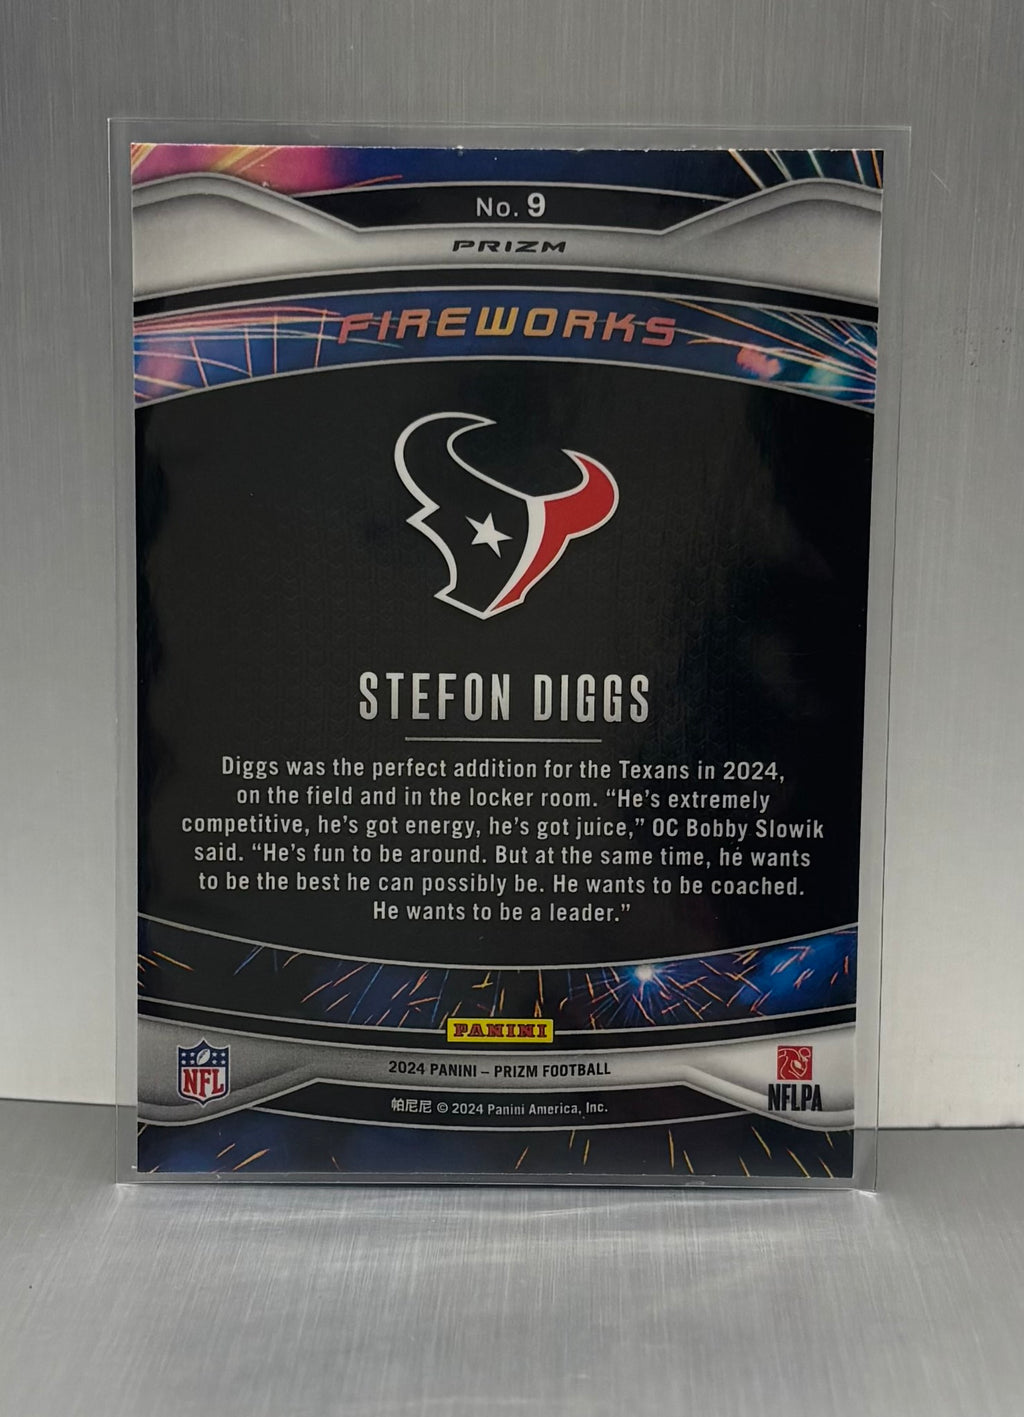 No. 9
PRIZM
FIREWORKS
STEFON DIGGS
Diggs was the perfect addition for the Texans in 2024,
on the field and in the locker room. “He’s extremely
competitive, he’s got energy, he’s got juice,” OC Bobby Slowik
said. “He’s fun to be around. But at the same time, he wants
to be the best he can possibly be. He wants to be coached.
He wants to be a leader.”
PANINI
NFL
2024 PANINI – PRIZM FOOTBALL
NFLPA
帕尼尼 © 2024 Panini America, Inc.